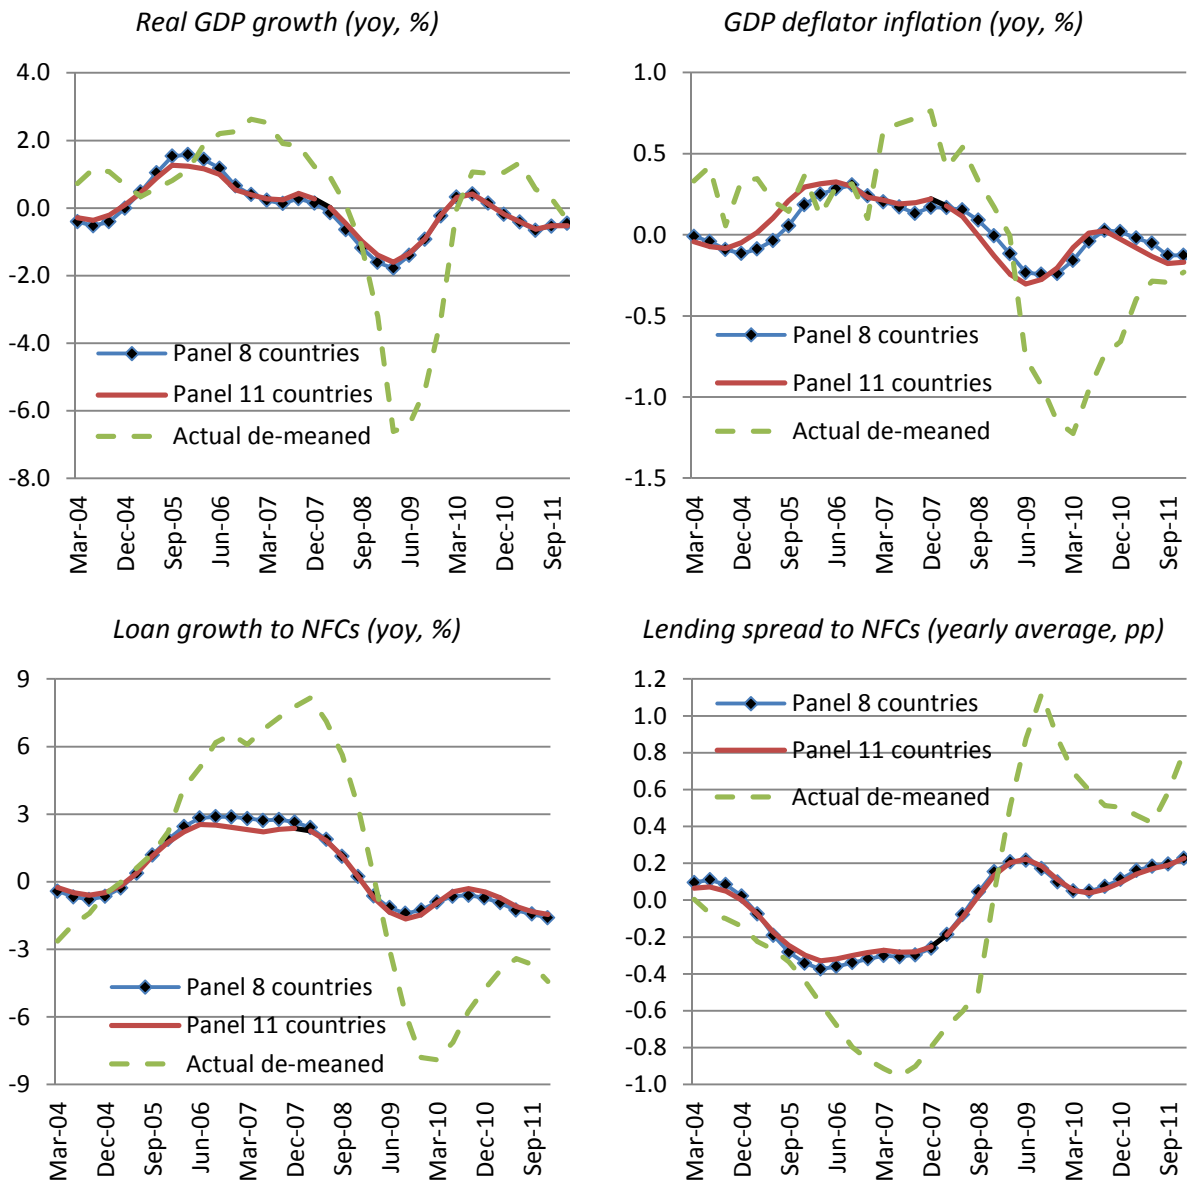 Real GDP growth (yoy, %)
4.0
2.0
0.0
-2.0
-4.0
-6.0
-8.0
Panel 8 countries
Panel 11 countries
Actual de-meaned
Mar-04
Dec-04
Sep-05
Jun-06
Mar-07
Dec-07
Sep-08
Jun-09
Mar-10
Dec-10
Sep-11
GDP deflator inflation (yoy, %)
1.0
0.5
0.0
-0.5
-1.0
-1.5
Panel 8 countries
Panel 11 countries
Actual de-meaned
Mar-04
Dec-04
Sep-05
Jun-06
Mar-07
Dec-07
Sep-08
Jun-09
Mar-10
Dec-10
Sep-11
Loan growth to NFCs (yoy, %)
9
6
3
0
-3
-6
-9
Panel 8 countries
Panel 11 countries
Actual de-meaned
Mar-04
Dec-04
Sep-05
Jun-06
Mar-07
Dec-07
Sep-08
Jun-09
Mar-10
Dec-10
Sep-11
Lending spread to NFCs (yearly average, pp)
1.2
1.0
0.8
0.6
0.4
0.2
0.0
-0.2
-0.4
-0.6
-0.8
-1.0
Panel 8 countries
Panel 11 countries
Actual de-meaned
Mar-04
Dec-04
Sep-05
Jun-06
Mar-07
Dec-07
Sep-08
Jun-09
Mar-10
Dec-10
Sep-11